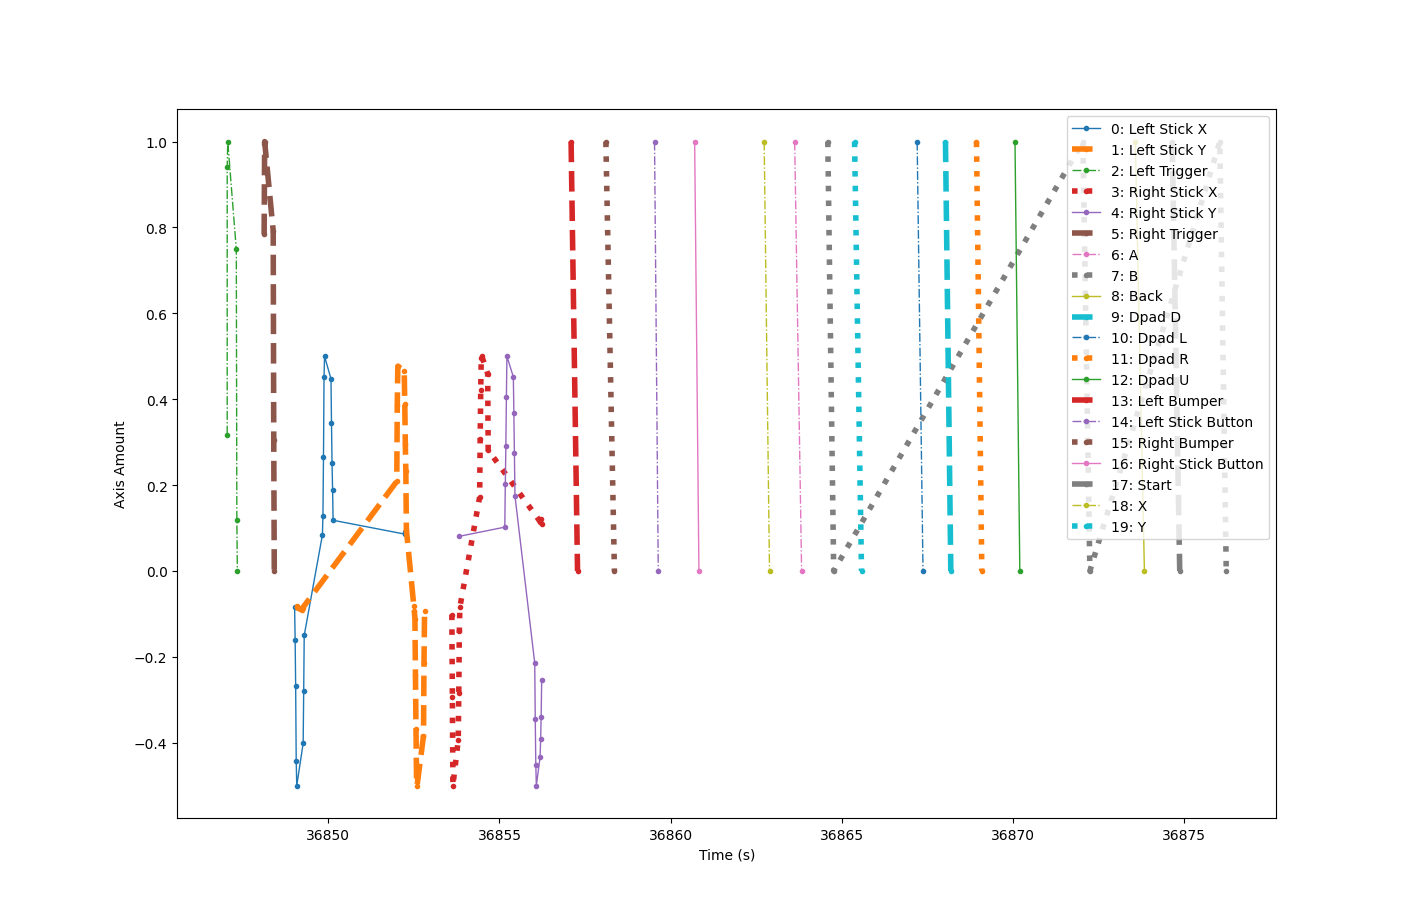 1.0
0.8
0.6
0.4
0.2
0.0
−0.2
−0.4
Axis Amount
36850
36855
36860
36865
36870
36875
Time (s)
0: Left Stick X
1: Left Stick Y
2: Left Trigger
3: Right Stick X
4: Right Stick Y
5: Right Trigger
6: A
7: B
8: Back
9: Dpad D
10: Dpad L
11: Dpad R
12: Dpad U
13: Left Bumper
14: Left Stick Button
15: Right Bumper
16: Right Stick Button
17: Start
18: X
19: Y